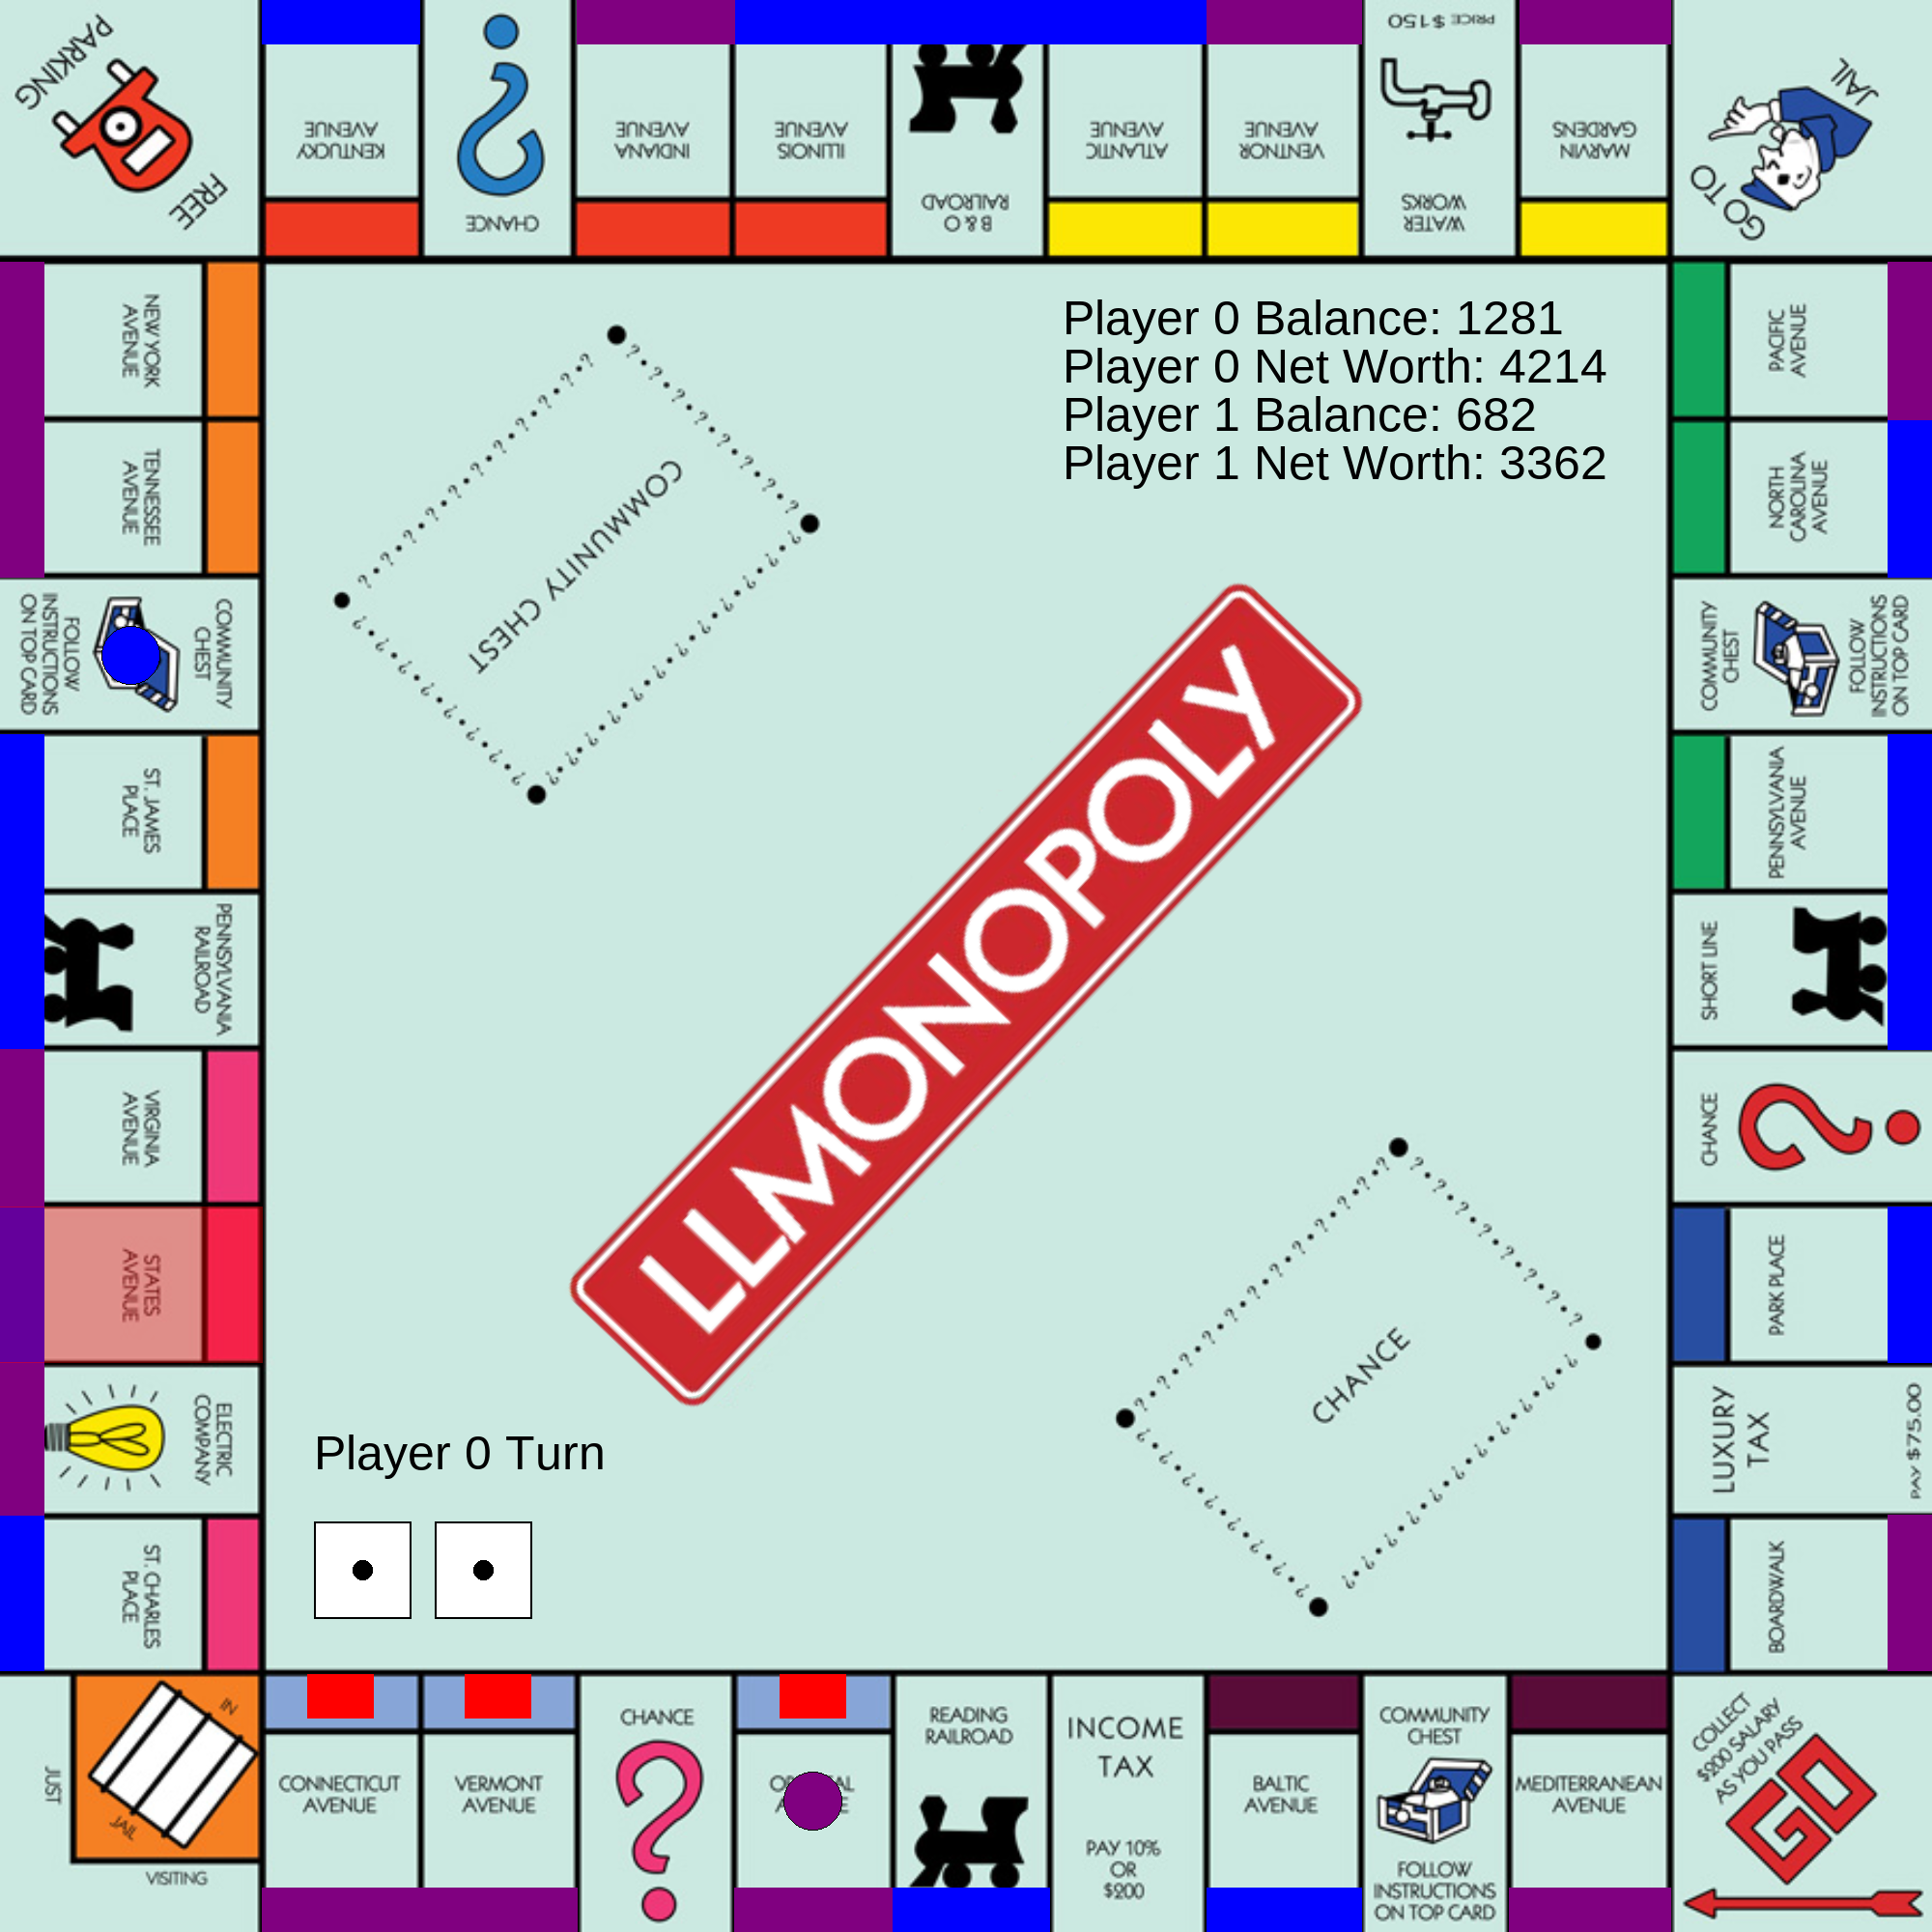 PARKING
FREE
KENTUCKY
AVENUE
CHANCE
INDIANA
AVENUE
ILLINOIS
AVENUE
B & O
RAILROAD
ATLANTIC
AVENUE
VENTNOR
AVENUE
PRICE $150
WATER
WORKS
MARVIN
GARDENS
GO TO
JAIL
NEW YORK
AVENUE
TENNESSEE
AVENUE
COMMUNITY
CHEST
FOLLOW
INSTRUCTIONS
ON TOP CARD
ST. JAMES
PLACE
PENNSYLVANIA
RAILROAD
VIRGINIA
AVENUE
STATES
AVENUE
ELECTRIC
COMPANY
ST. CHARLES
PLACE
Player 0 Balance: 1281
Player 0 Net Worth: 4214
Player 1 Balance: 682
Player 1 Net Worth: 3362
COMMUNITY CHEST
LLMONOPOLY
CHANCE
Player 0 Turn
PACIFIC
AVENUE
NORTH
CAROLINA
AVENUE
COMMUNITY
CHEST
FOLLOW
INSTRUCTIONS
ON TOP CARD
PENNSYLVANIA
AVENUE
SHORT LINE
CHANCE
PARK PLACE
LUXURY
TAX
PAY $75.00
BOARDWALK
JUST
VISITING
IN
JAIL
CONNECTICUT
AVENUE
VERMONT
AVENUE
CHANCE
READING
RAILROAD
INCOME
TAX
PAY 10%
OR
$200
BALTIC
AVENUE
COMMUNITY
CHEST
FOLLOW
INSTRUCTIONS
ON TOP CARD
MEDITERRANEAN
AVENUE
COLLECT
$200 SALARY
AS YOU PASS
GO